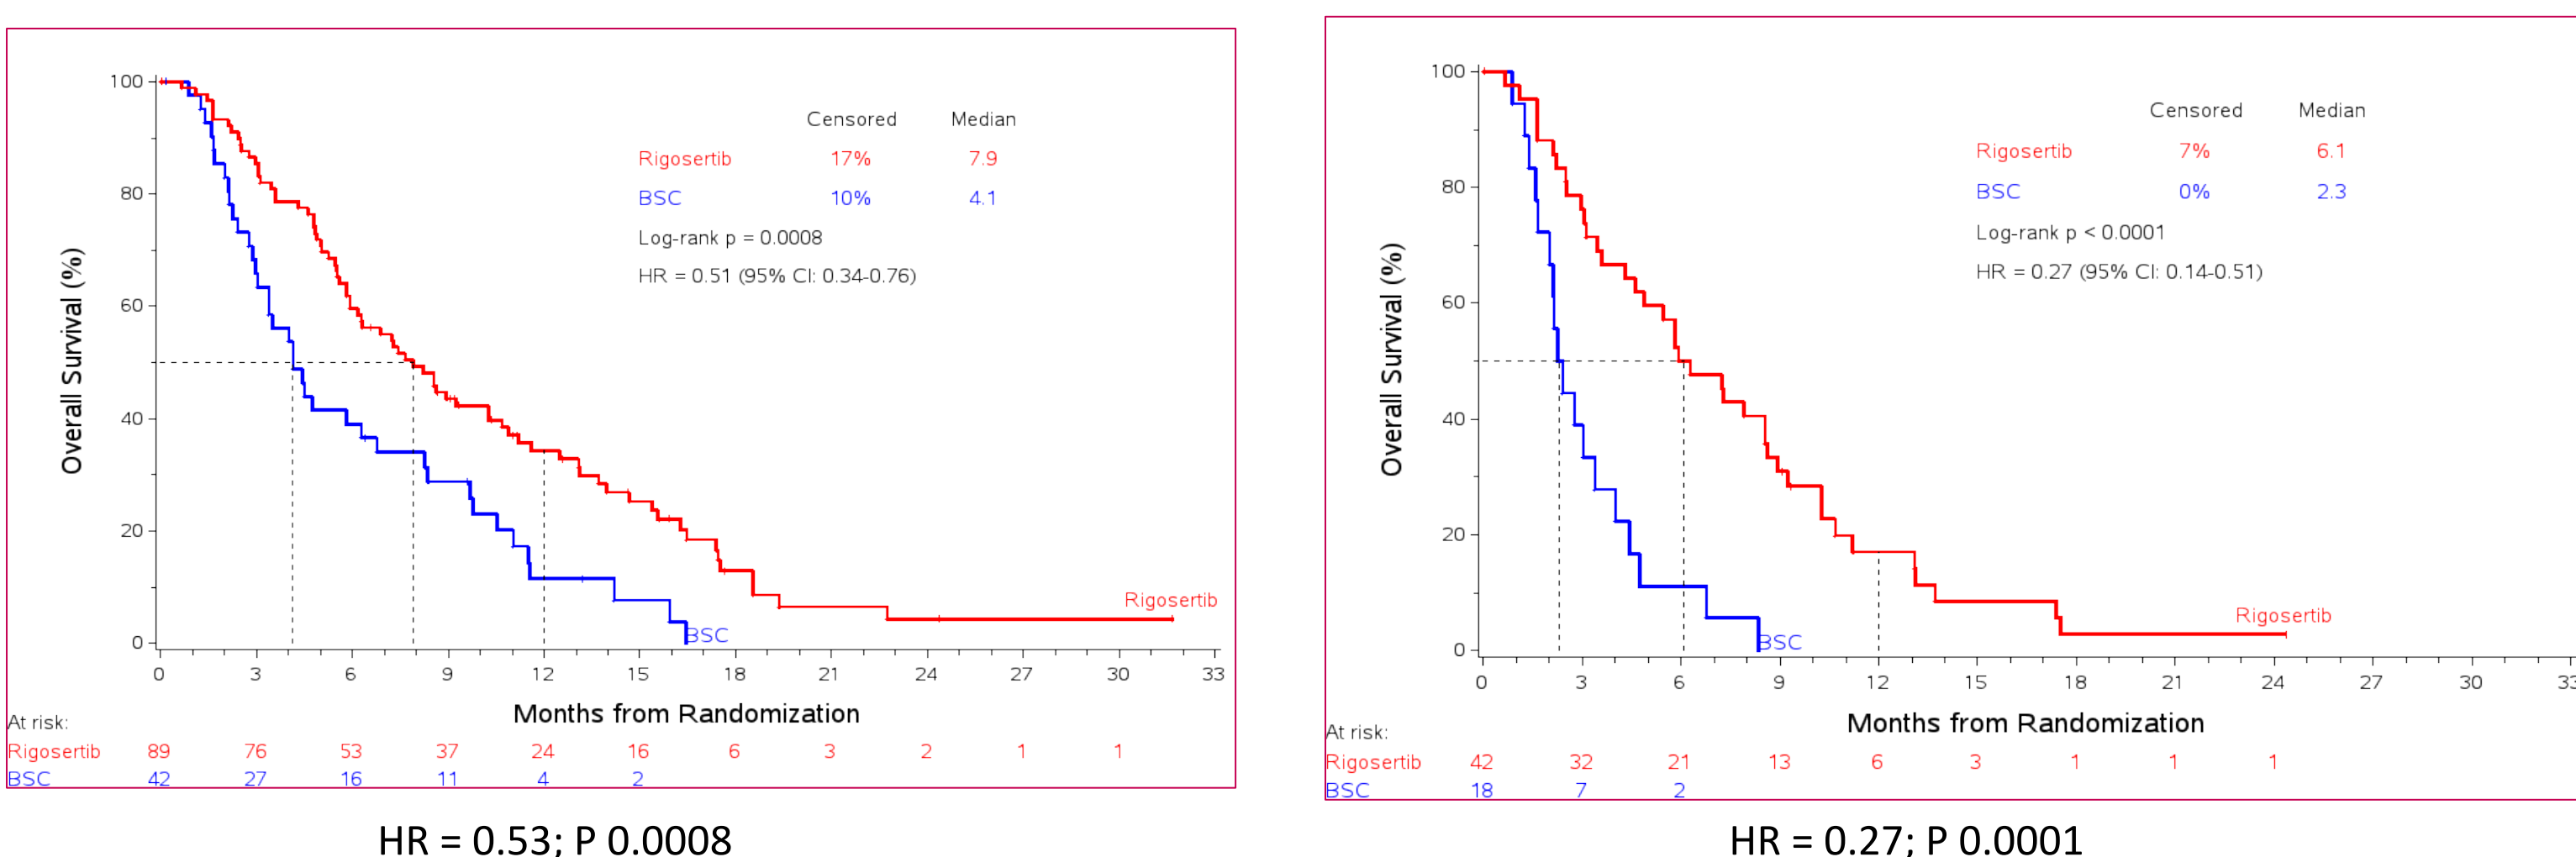 Censored Median
Rigosertib 17% 7.9
BSC 10% 4.1
Log-rank p = 0.0008
HR = 0.51 (95% CI: 0.34-0.76)
100
80
60
40
20
0
Overall Survival (%)
Rigosertib
BSC
0 3 6 9 12 15 18 21 24 27 30 33
Months from Randomization
At risk:
Rigosertib 89 76 53 37 24 16 6 3 2 1 1
BSC 42 27 16 11 4 2
HR = 0.53; P 0.0008
Censored Median
Rigosertib 7% 6.1
BSC 0% 2.3
Log-rank p < 0.0001
HR = 0.27 (95% CI: 0.14-0.51)
100
80
60
40
20
0
Overall Survival (%)
Rigosertib
BSC
0 3 6 9 12 15 18 21 24 27 30 33
Months from Randomization
At risk:
Rigosertib 42 32 21 13 6 3 1 1 1
BSC 18 7 2
HR = 0.27; P 0.0001